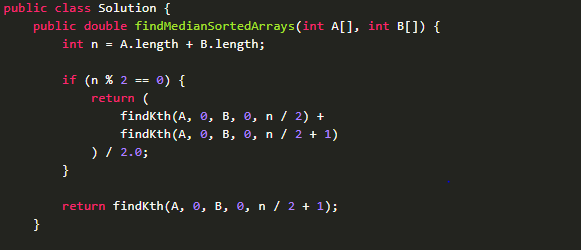 public class Solution {
    public double findMedianSortedArrays(int A[], int B[]) {
        int n = A.length + B.length;

        if (n % 2 == 0) {
            return (
                findKth(A, 0, B, 0, n / 2) +
                findKth(A, 0, B, 0, n / 2 + 1)
            ) / 2.0;
        }

        return findKth(A, 0, B, 0, n / 2 + 1);
    }